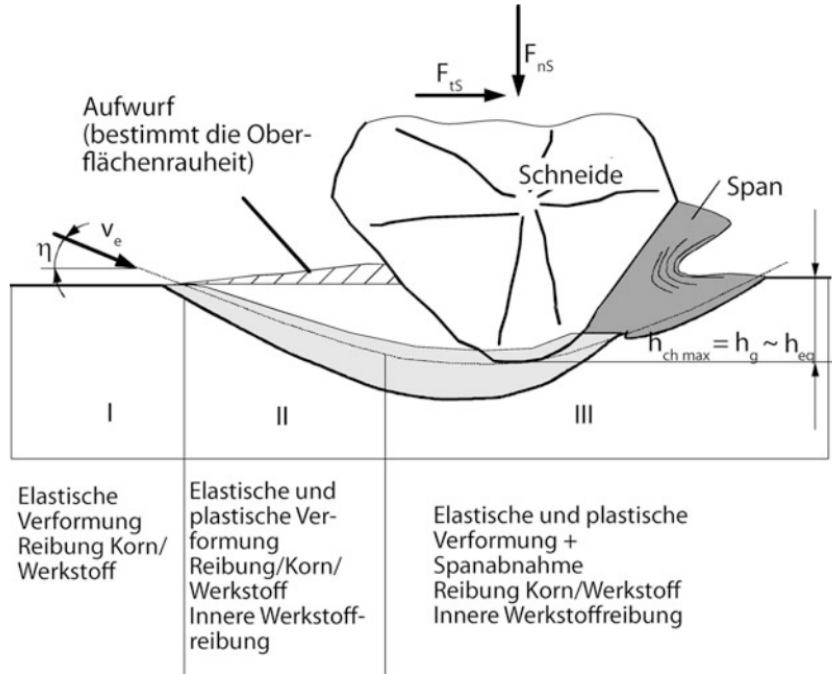 F_nS
F_tS
Aufwurf
(bestimmt die Ober-
flächenrauheit)
Schneide
Span
η
v_e
h_ch max = h_g ~ h_eq
I
II
III
Elastische
Verformung
Reibung Korn/
Werkstoff
Elastische und
plastische Ver-
formung
Reibung/Korn/
Werkstoff
Innere Werkstoff-
reibung
Elastische und plastische
Verformung +
Spanabnahme
Reibung Korn/Werkstoff
Innere Werkstoffreibung